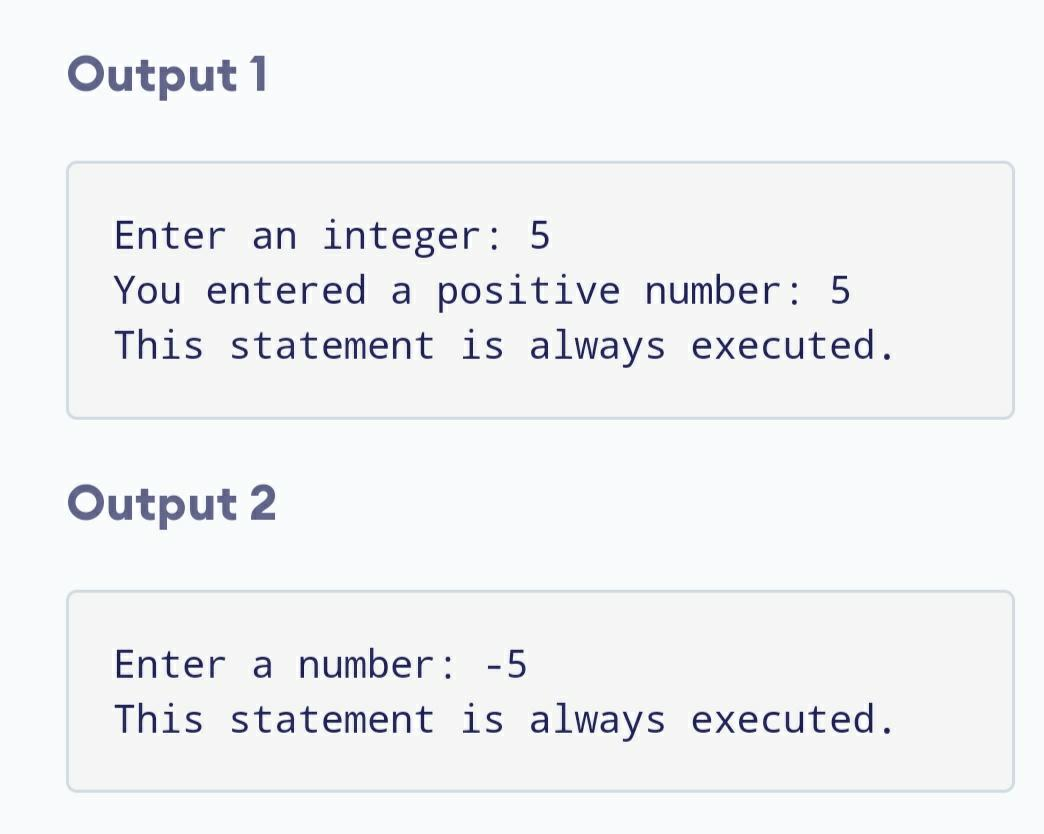 Output 1
Enter an integer: 5
You entered a positive number: 5
This statement is always executed.
Output 2
Enter a number: -5
This statement is always executed.